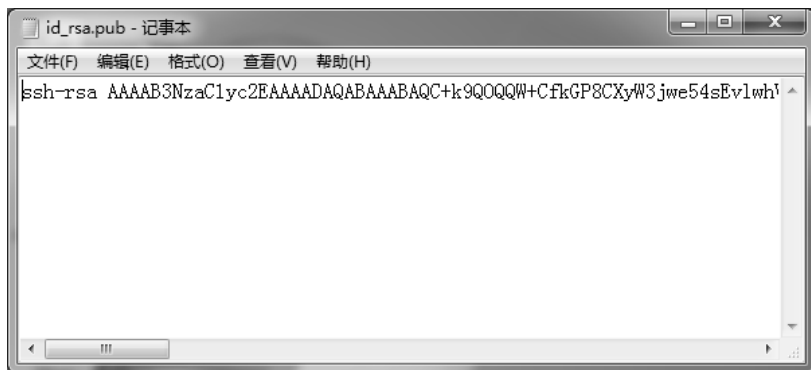 id_rsa.pub - 记事本
文件(F) 编辑(E) 格式(O) 查看(V) 帮助(H)
ssh-rsa AAAAB3NzaC1yc2EAAAADAQABAAABAQC+k9QOQQW+CfkGP8CXyW3jwe54sEvlwh